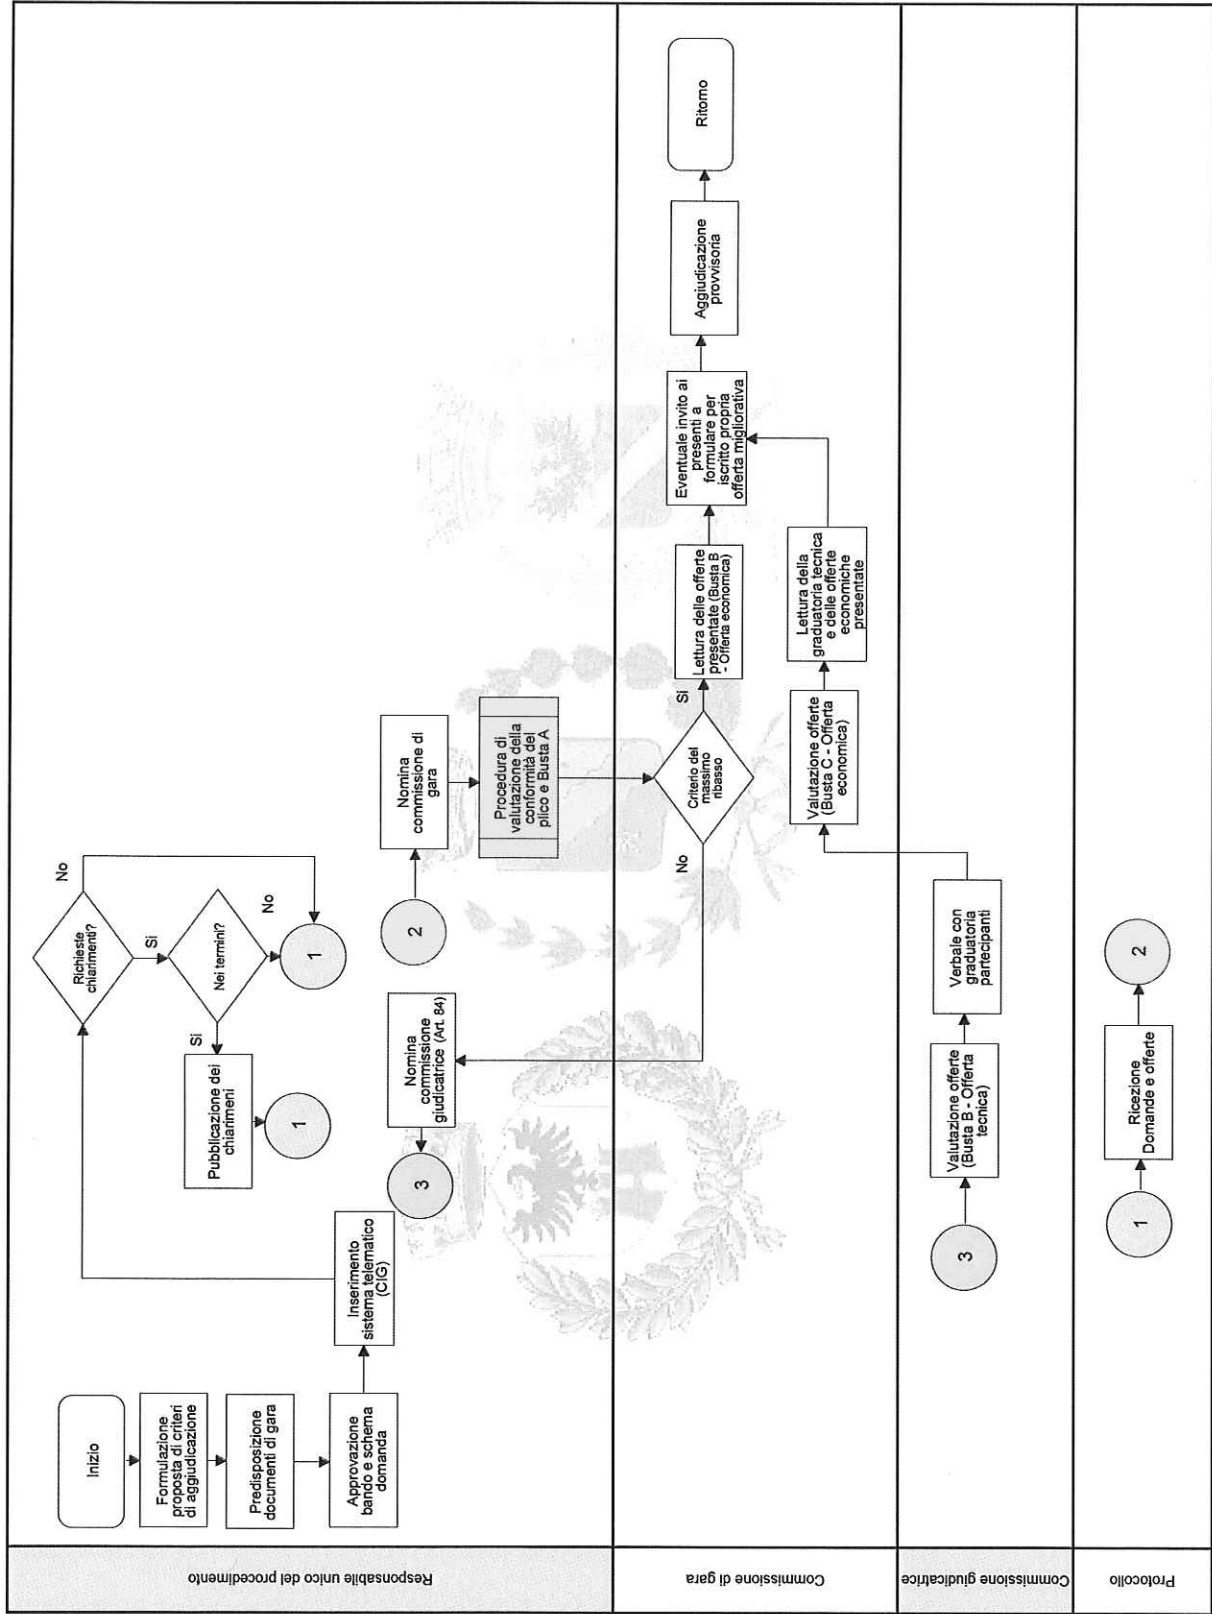 Responsabile unico del procedimento
Inizio
Formulazione
proposta di criteri
di aggiudicazione
Predisposizione
documenti di gara
Approvazione
bando e schema
domanda
Inserimento
sistema telematico
(CIG)
Richieste
chiarimenti?
No
Si
Nei termini?
No
Si
1
Pubblicazione dei
chiarimeni
1
2
Nomina
commissione di
gara
Procedura di
valutazione della
conformità del
plico e Busta A
Nomina
commissione
giudicatrice (Art. 84)
3
Commissione di gara
Criterio del
massimo
ribasso
No
Si
Lettura delle offerte
presentate (Busta B
- Offerta economica)
Eventuale invito ai
presenti a
formulare per
iscritto propria
offerta migliorativa
Aggiudicazione
provvisoria
Ritorno
Valutazione offerte
(Busta C - Offerta
economica)
Lettura della
graduatoria tecnica
e delle offerte
economiche
presentate
Commissione giudicatrice
3
Valutazione offerte
(Busta B - Offerta
tecnica)
Verbale con
graduatoria
partecipanti
Protocollo
1
Ricezione
Domande e offerte
2